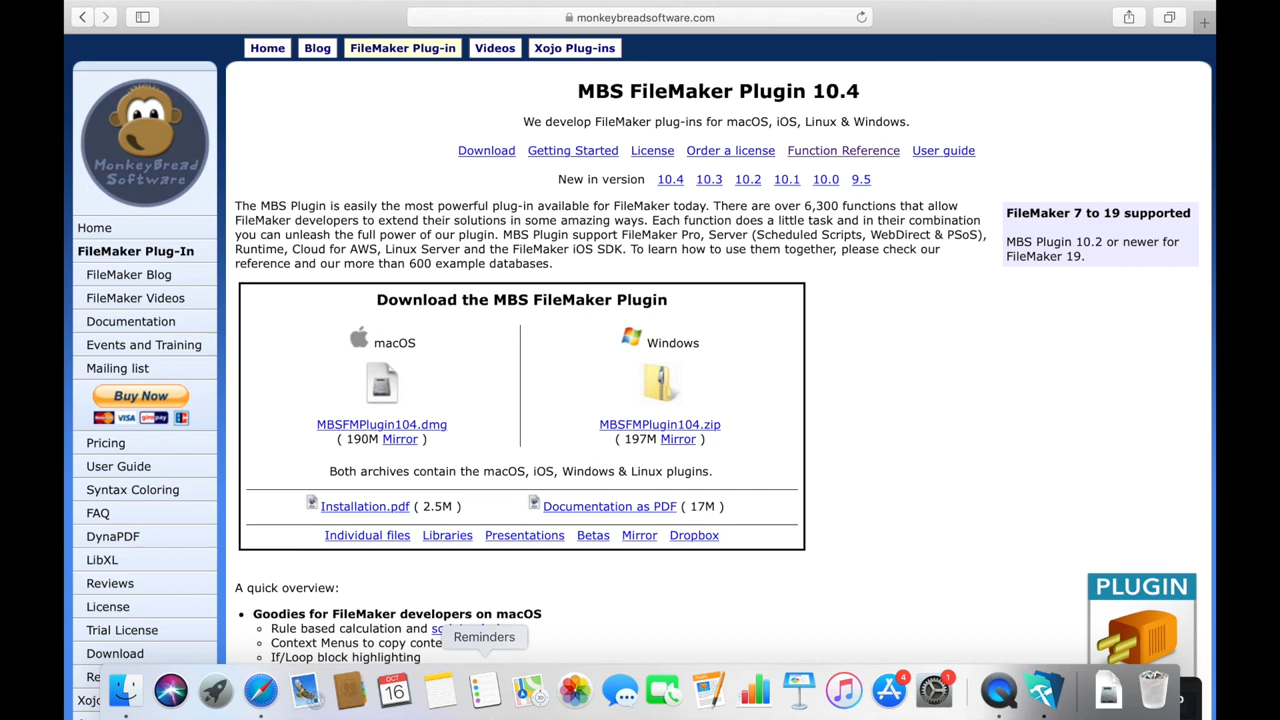 monkeybreadsoftware.com
Home
Blog
FileMaker Plug-in
Videos
Xojo Plug-ins
MonkeyBread
Software
Home
FileMaker Plug-In
FileMaker Blog
FileMaker Videos
Documentation
Events and Training
Mailing list
Buy Now
VISA
Pricing
User Guide
Syntax Coloring
FAQ
DynaPDF
LibXL
Reviews
License
Trial License
Download
MBS FileMaker Plugin 10.4
We develop FileMaker plug-ins for macOS, iOS, Linux & Windows.
Download Getting Started License Order a license Function Reference User guide
New in version 10.4 10.3 10.2 10.1 10.0 9.5
The MBS Plugin is easily the most powerful plug-in available for FileMaker today. There are over 6,300 functions that allow
FileMaker developers to extend their solutions in some amazing ways. Each function does a little task and in their combination
you can unleash the full power of our plugin. MBS Plugin support FileMaker Pro, Server (Scheduled Scripts, WebDirect & PSoS),
Runtime, Cloud for AWS, Linux Server and the FileMaker iOS SDK. To learn how to use them together, please check our
reference and our more than 600 example databases.
FileMaker 7 to 19 supported
MBS Plugin 10.2 or newer for
FileMaker 19.
Download the MBS FileMaker Plugin
macOS
MBSFMPlugin104.dmg
( 190M Mirror )
Windows
MBSFMPlugin104.zip
( 197M Mirror )
Both archives contain the macOS, iOS, Windows & Linux plugins.
Installation.pdf ( 2.5M )
Documentation as PDF ( 17M )
Individual files Libraries Presentations Betas Mirror Dropbox
A quick overview:
• Goodies for FileMaker developers on macOS
Rule based calculation and
Context Menus to copy
If/Loop block highlighting
PLUGIN
Reminders
OCT
16
4
1